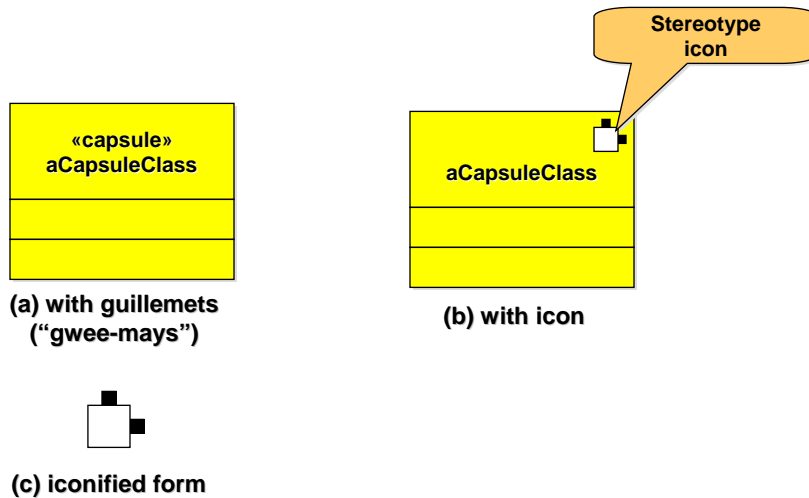 Stereotype
icon
«capsule»
aCapsuleClass
aCapsuleClass
(a) with guillemets
(“gwee-mays”)
(b) with icon
(c) iconified form